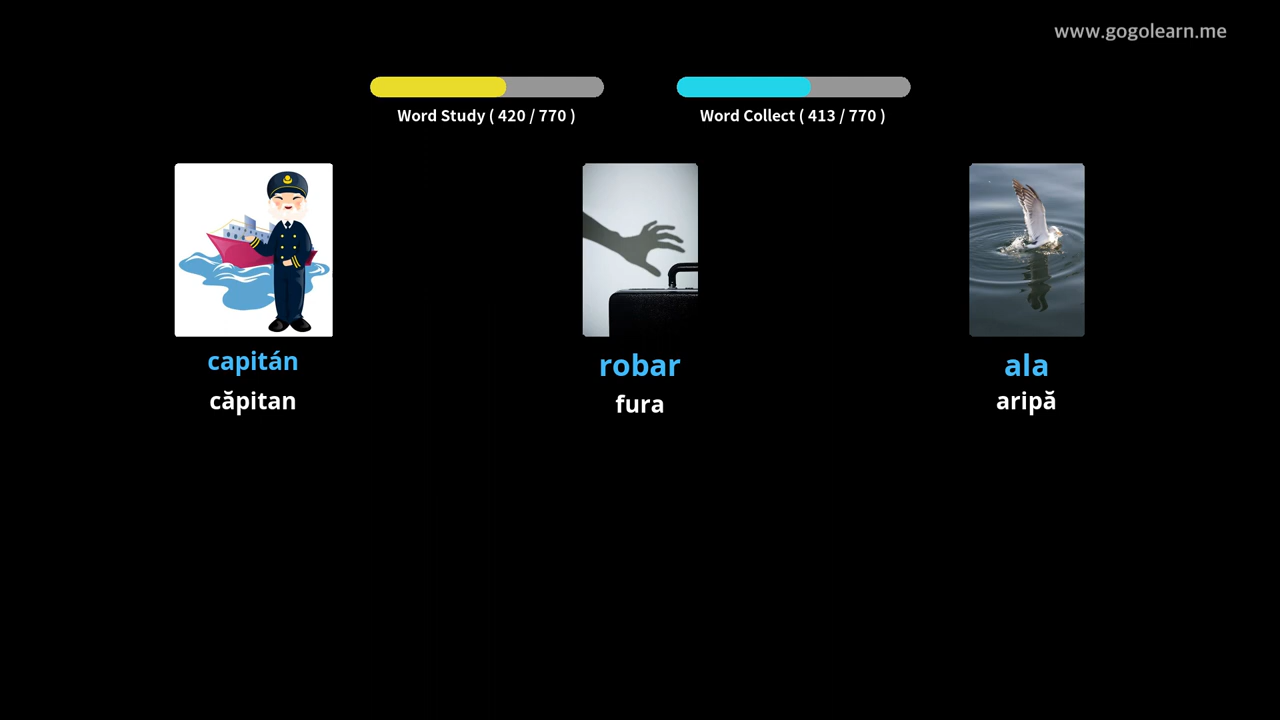 www.gogolearn.me
Word Study ( 420 / 770 )
Word Collect ( 413 / 770 )
capitán
căpitan
robar
fura
ala
aripă